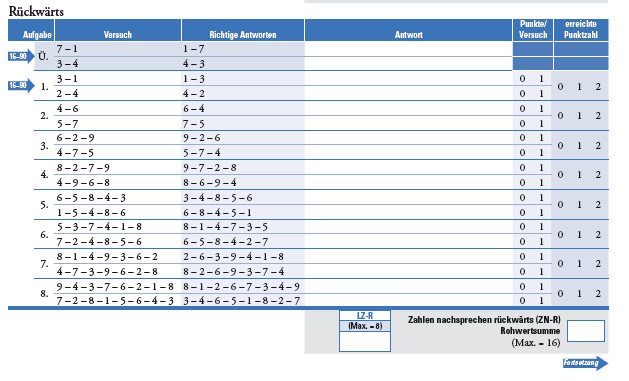 Rückwärts
Aufgabe Versuch Richtige Antworten Antwort Punkte/ Versuch erreichte Punktzahl
16–90 Ü. 7 – 1 1 – 7
3 – 4 4 – 3
16–90 1. 3 – 1 1 – 3 0 1 0 1 2
2 – 4 4 – 2 0 1
2. 4 – 6 6 – 4 0 1 0 1 2
5 – 7 7 – 5 0 1
3. 6 – 2 – 9 9 – 2 – 6 0 1 0 1 2
4 – 7 – 5 5 – 7 – 4 0 1
4. 8 – 2 – 7 – 9 9 – 7 – 2 – 8 0 1 0 1 2
4 – 9 – 6 – 8 8 – 6 – 9 – 4 0 1
5. 6 – 5 – 8 – 4 – 3 3 – 4 – 8 – 5 – 6 0 1 0 1 2
1 – 5 – 4 – 8 – 6 6 – 8 – 4 – 5 – 1 0 1
6. 5 – 3 – 7 – 4 – 1 – 8 8 – 1 – 4 – 7 – 3 – 5 0 1 0 1 2
7 – 2 – 4 – 8 – 5 – 6 6 – 5 – 8 – 4 – 2 – 7 0 1
7. 8 – 1 – 4 – 9 – 3 – 6 – 2 2 – 6 – 3 – 9 – 4 – 1 – 8 0 1 0 1 2
4 – 7 – 3 – 9 – 6 – 2 – 8 8 – 2 – 6 – 9 – 3 – 7 – 4 0 1
8. 9 – 4 – 3 – 7 – 6 – 2 – 1 – 8 8 – 1 – 2 – 6 – 7 – 3 – 4 – 9 0 1 0 1 2
7 – 2 – 8 – 1 – 5 – 6 – 4 – 3 3 – 4 – 6 – 5 – 1 – 8 – 2 – 7 0 1
LZ-R
(Max. = 8)
Zahlen nachsprechen rückwärts (ZN-R)
Rohwertsumme
(Max. = 16)
Fortsetzung